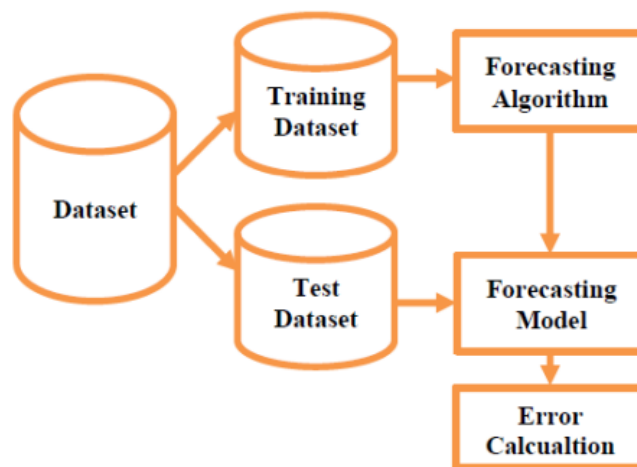 Training
Dataset
Forecasting
Algorithm
Dataset
Test
Dataset
Forecasting
Model
Error
Calcualtion